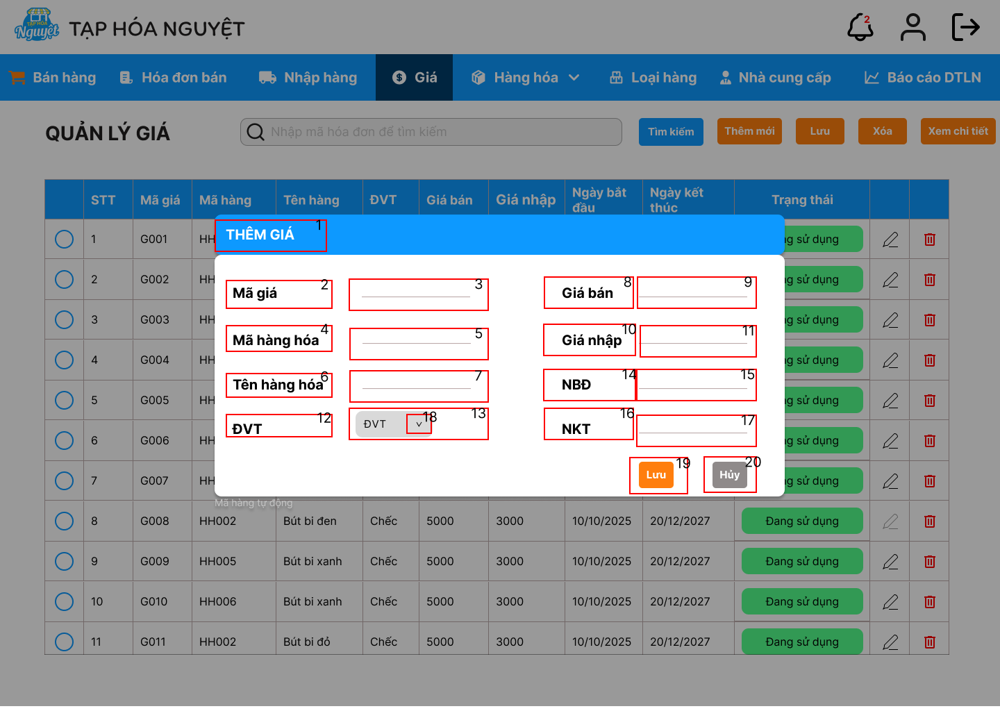 TẠP HÓA
Nguyệt
TẠP HÓA NGUYỆT
2
Bán hàng
Hóa đơn bán
Nhập hàng
Giá
Hàng hóa
Loại hàng
Nhà cung cấp
Báo cáo DTLN
QUẢN LÝ GIÁ
Nhập mã hóa đơn để tìm kiếm
Tìm kiếm
Thêm mới
Lưu
Xóa
Xem chi tiết
STT Mã giá Mã hàng Tên hàng ĐVT Giá bán Giá nhập Ngày bắt đầu Ngày kết thúc Trạng thái
1 G001 HH ng sử dụng
2 G002 HH ng sử dụng
3 G003 HH ng sử dụng
4 G004 HH ng sử dụng
5 G005 HH ng sử dụng
6 G006 HH ng sử dụng
7 G007 HH ng sử dụng
THÊM GIÁ 1
Mã giá 2 3 Giá bán 8 9
Mã hàng hóa 4 5 Giá nhập 10 11
Tên hàng hóa 6 7 NBĐ 14 15
ĐVT 12 ĐVT 18 13 NKT 16 17
Lưu 19 Hủy 20
Mã hàng tự động
8 G008 HH002 Bút bi đen Chếc 5000 3000 10/10/2025 20/12/2027 Đang sử dụng
9 G009 HH005 Bút bi xanh Chếc 5000 3000 10/10/2025 20/12/2027 Đang sử dụng
10 G010 HH006 Bút bi xanh Chếc 5000 3000 10/10/2025 20/12/2027 Đang sử dụng
11 G011 HH002 Bút bi đỏ Chếc 5000 3000 10/10/2025 20/12/2027 Đang sử dụng